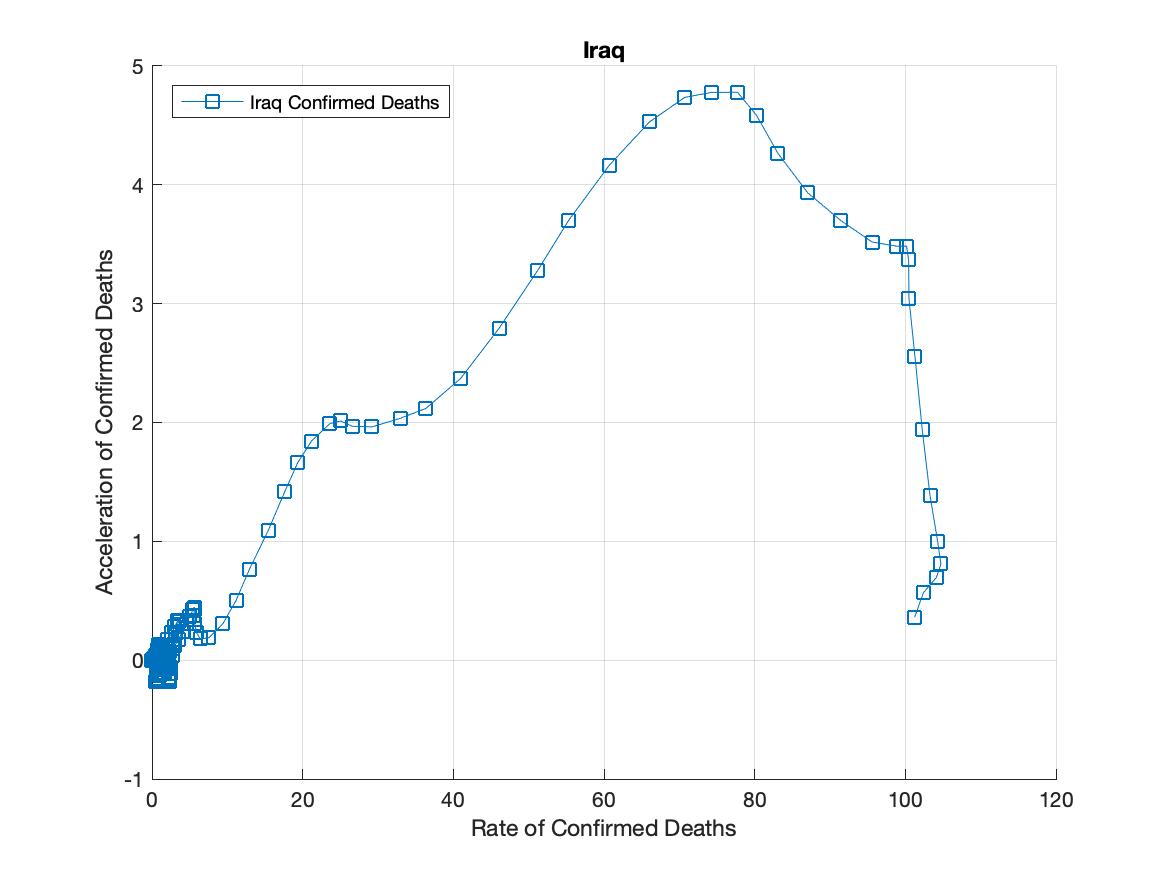 Iraq
Iraq Confirmed Deaths
5
4
3
2
1
0
-1
Acceleration of Confirmed Deaths
0 20 40 60 80 100 120
Rate of Confirmed Deaths